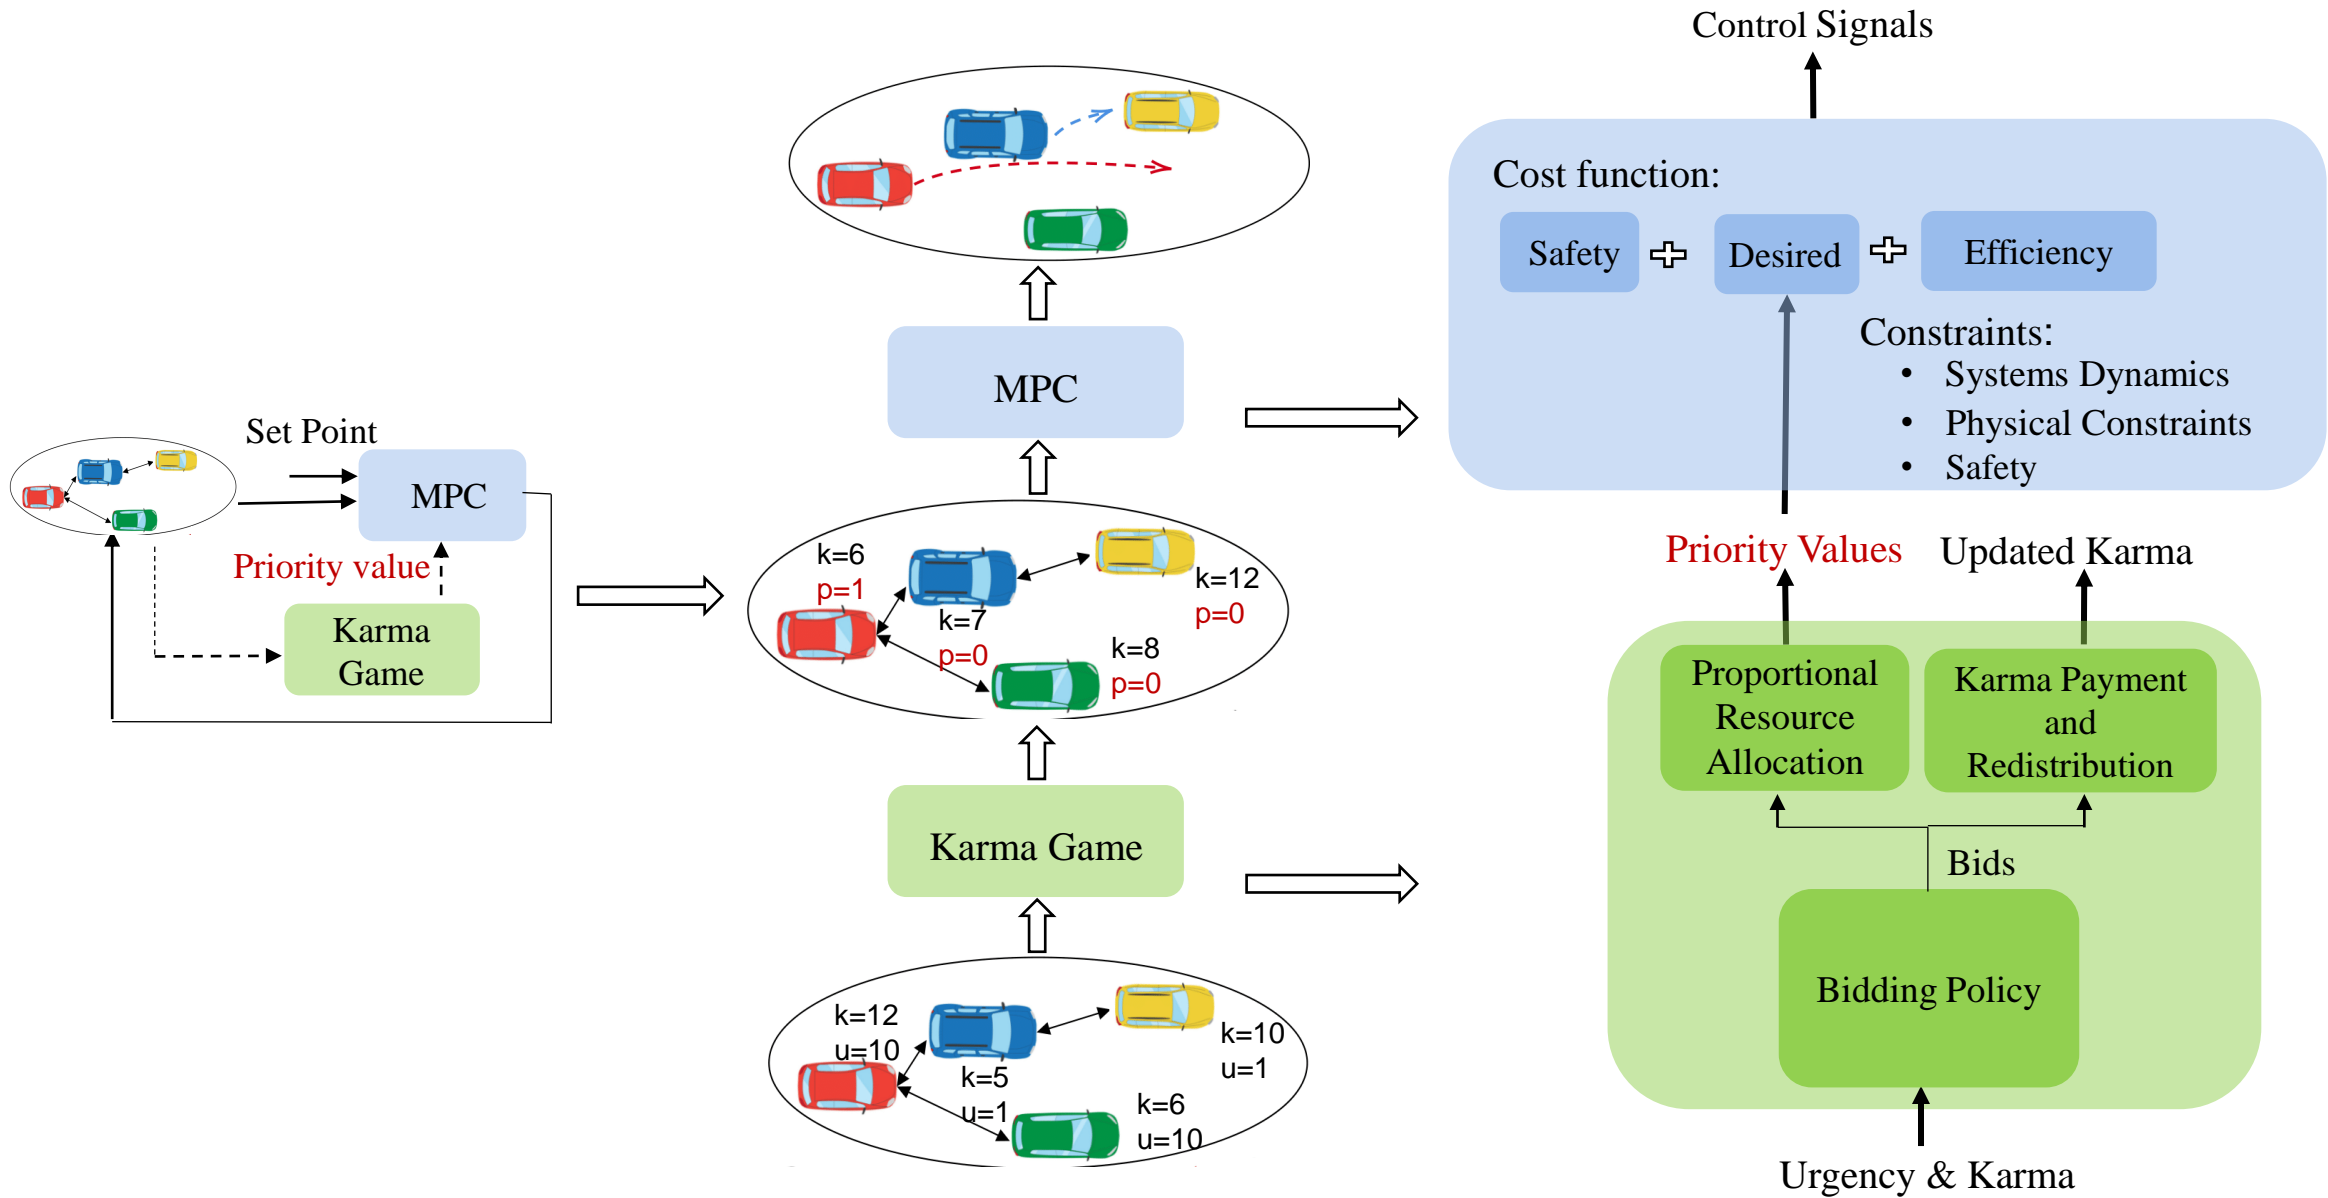 Set Point
MPC
Priority value
Karma
Game
MPC
k=6
p=1
k=7
p=0
k=12
p=0
k=8
p=0
Karma Game
k=12
u=10
k=5
u=1
k=10
u=1
k=6
u=10
Control Signals
Cost function:
Safety
Desired
Efficiency
Constraints:
• Systems Dynamics
• Physical Constraints
• Safety
Priority Values
Updated Karma
Proportional
Resource
Allocation
Karma Payment
and
Redistribution
Bids
Bidding Policy
Urgency & Karma